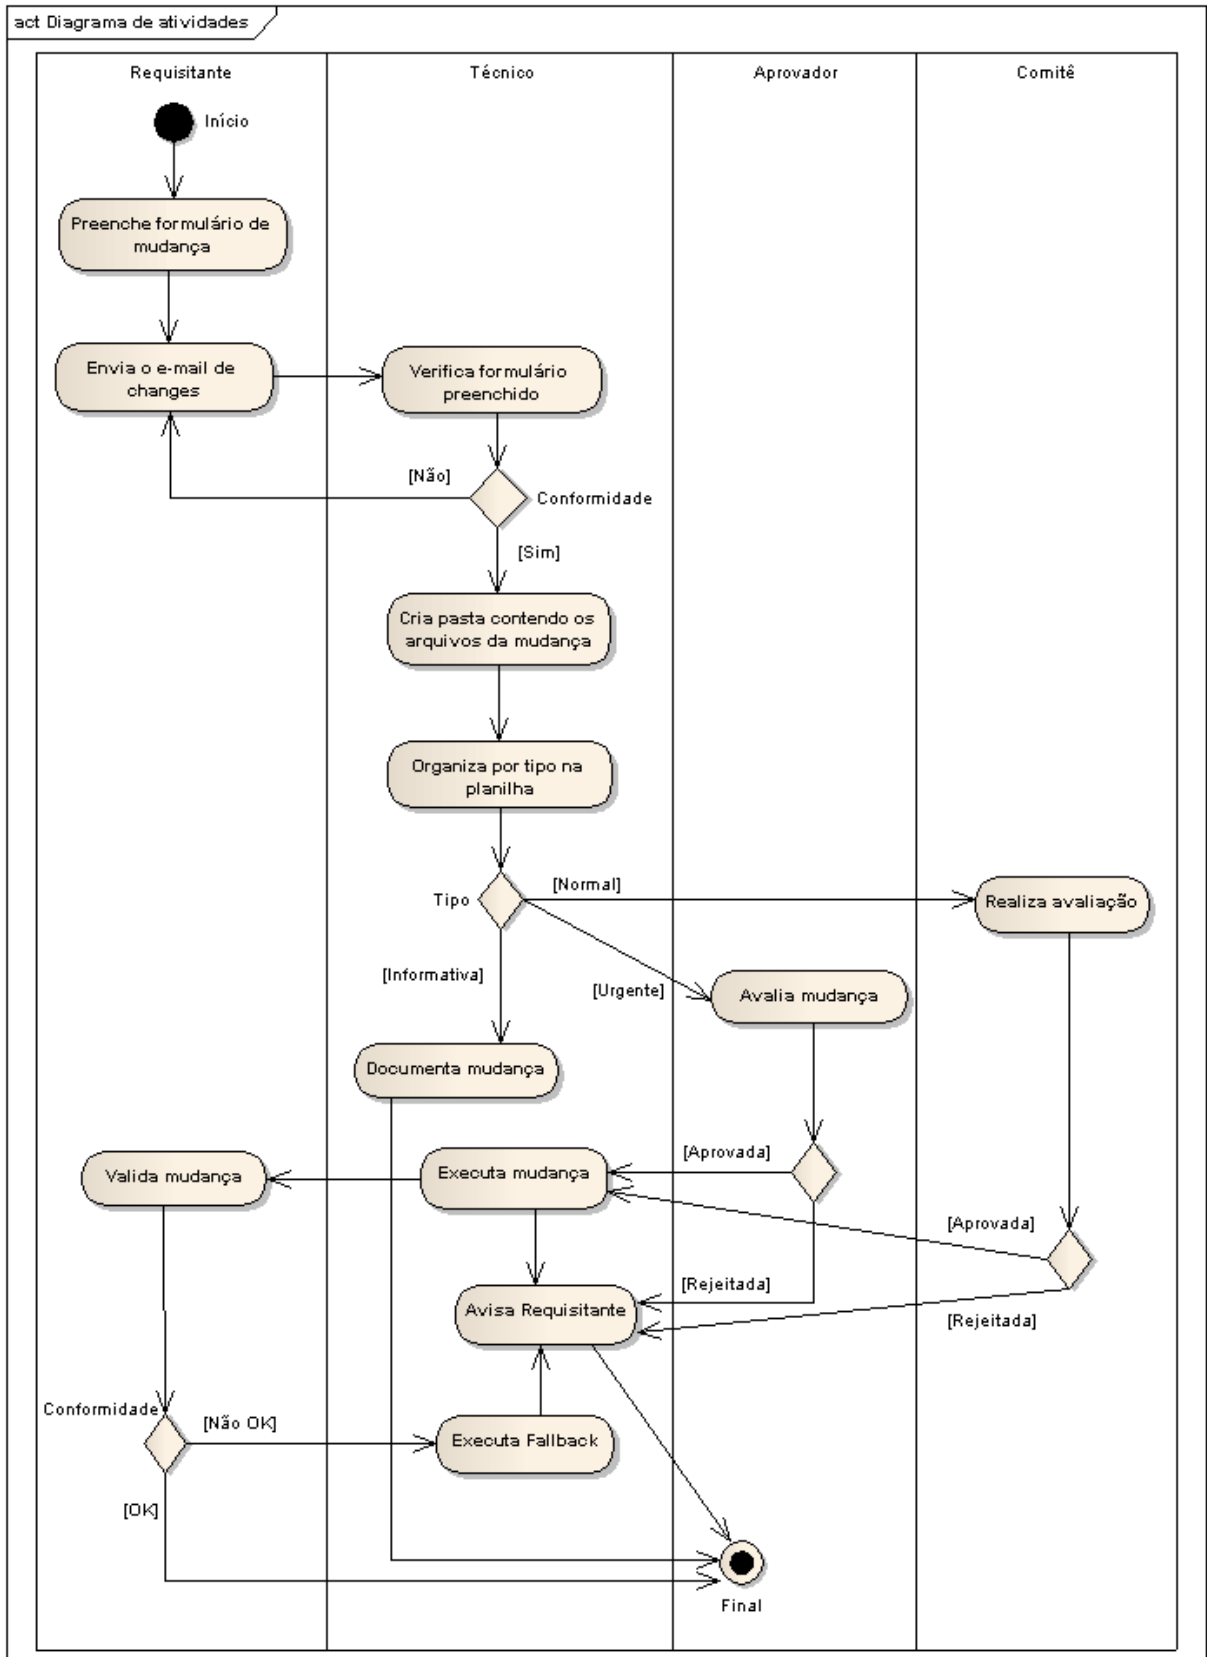 act Diagrama de atividades
Requisitante
Técnico
Aprovador
Comitê
Início
Preenche formulário de
mudança
Envia o e-mail de
changes
Verifica formulário
preenchido
[Não]
Conformidade
[Sim]
Cria pasta contendo os
arquivos da mudança
Organiza por tipo na
planilha
Tipo
[Normal]
Realiza avaliação
[Informativa]
[Urgente]
Avalia mudança
Documenta mudança
[Aprovada]
Valida mudança
Executa mudança
[Aprovada]
[Rejeitada]
Avisa Requisitante
[Rejeitada]
Conformidade
[Não OK]
Executa Fallback
[OK]
Final